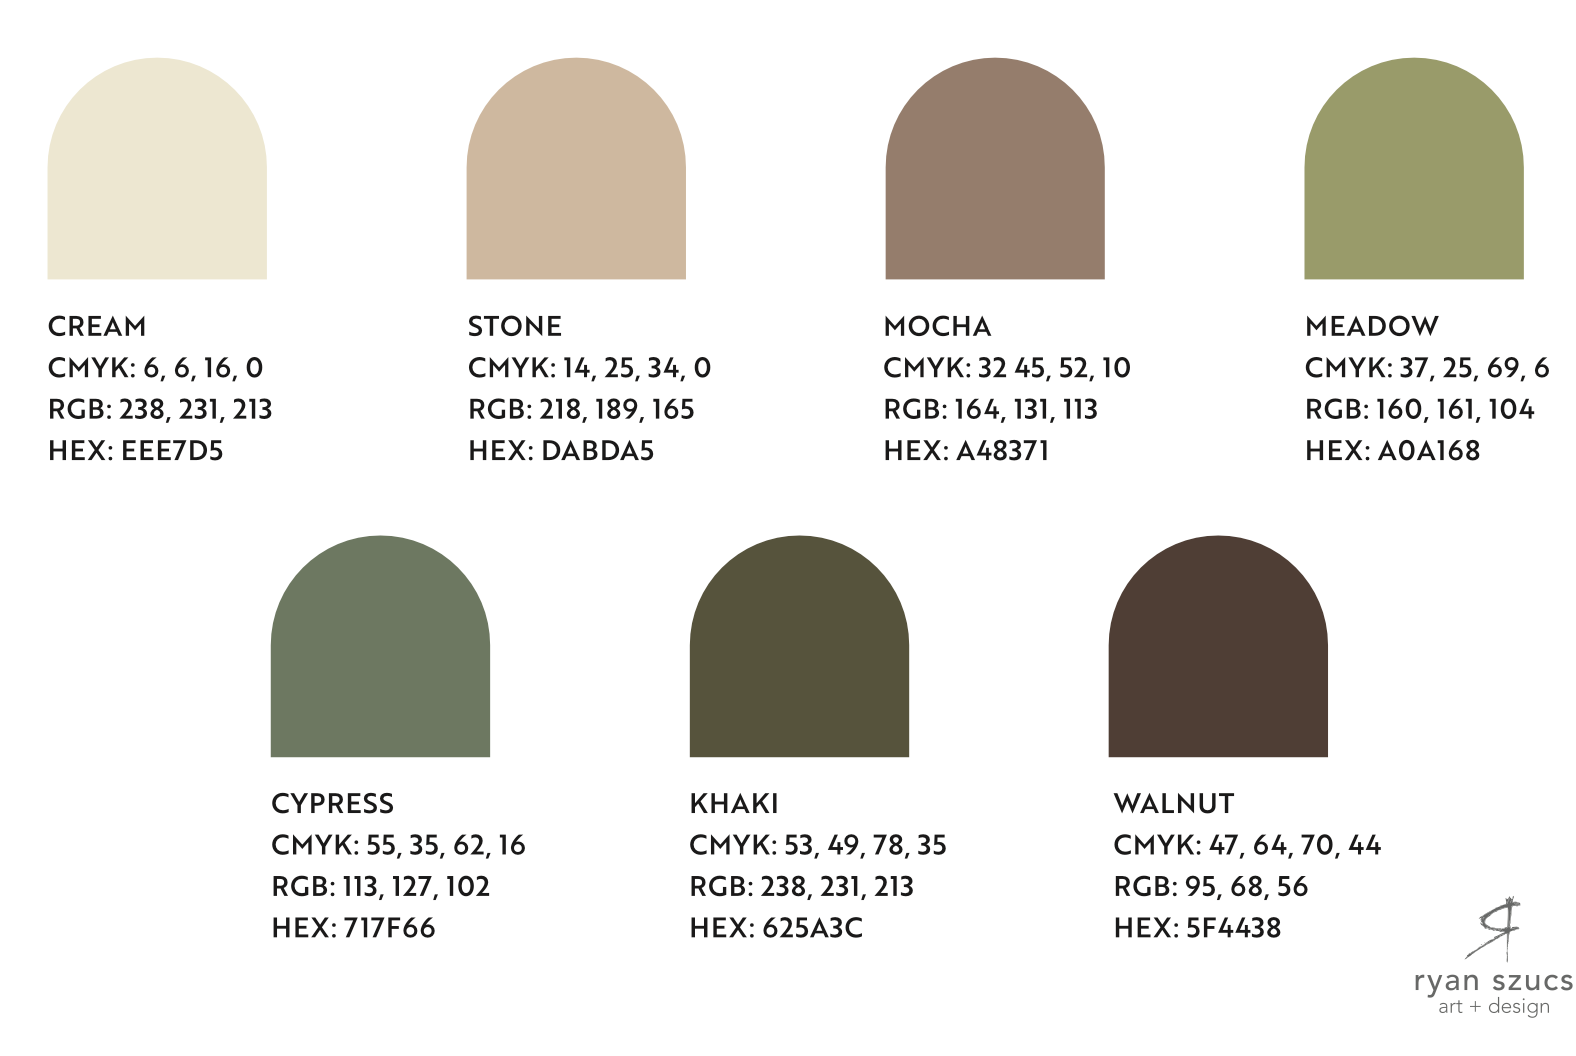 CREAM
CMYK: 6, 6, 16, 0
RGB: 238, 231, 213
HEX: EEE7D5
STONE
CMYK: 14, 25, 34, 0
RGB: 218, 189, 165
HEX: DABDA5
MOCHA
CMYK: 32 45, 52, 10
RGB: 164, 131, 113
HEX: A48371
MEADOW
CMYK: 37, 25, 69, 6
RGB: 160, 161, 104
HEX: A0A168
CYPRESS
CMYK: 55, 35, 62, 16
RGB: 113, 127, 102
HEX: 717F66
KHAKI
CMYK: 53, 49, 78, 35
RGB: 238, 231, 213
HEX: 625A3C
WALNUT
CMYK: 47, 64, 70, 44
RGB: 95, 68, 56
HEX: 5F4438
ryan szucs
art + design